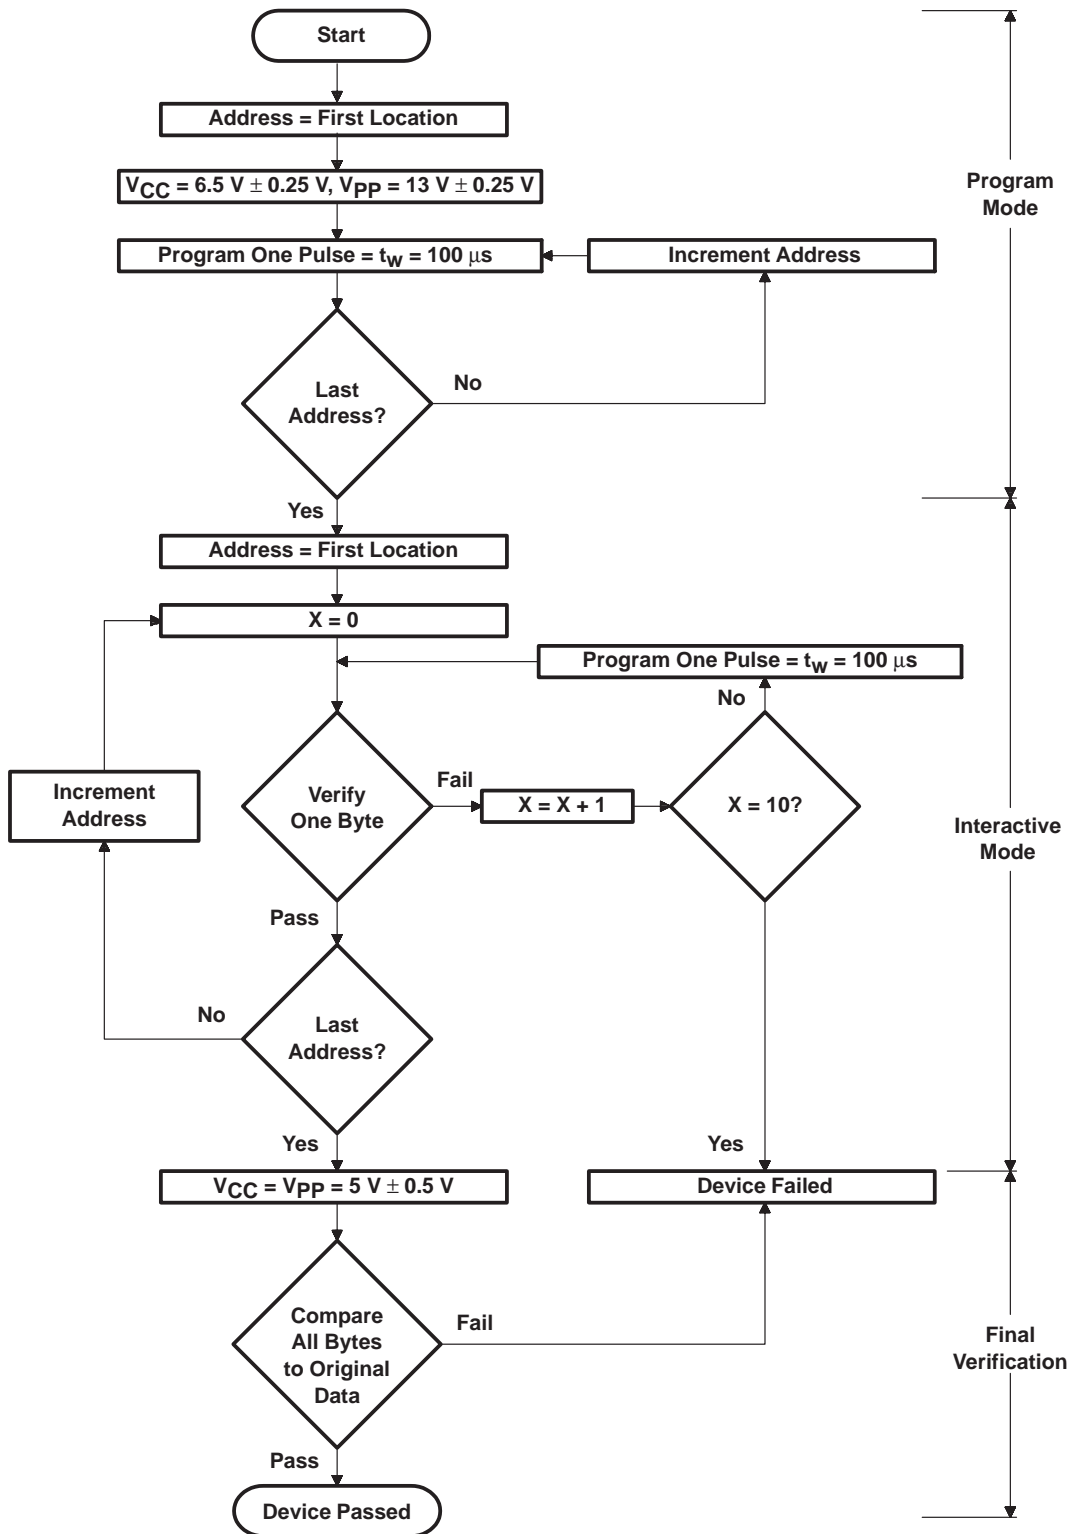 Start
Address = First Location
VCC = 6.5 V ± 0.25 V, VPP = 13 V ± 0.25 V
Program
Mode
Program One Pulse = tw = 100 μs
Increment Address
Last
Address?
No
Yes
Address = First Location
X = 0
Program One Pulse = tw = 100 μs
No
Increment
Address
Verify
One Byte
Fail
X = X + 1
X = 10?
Interactive
Mode
Pass
No
Last
Address?
Yes
Yes
VCC = VPP = 5 V ± 0.5 V
Device Failed
Compare
All Bytes
to Original
Data
Fail
Final
Verification
Pass
Device Passed